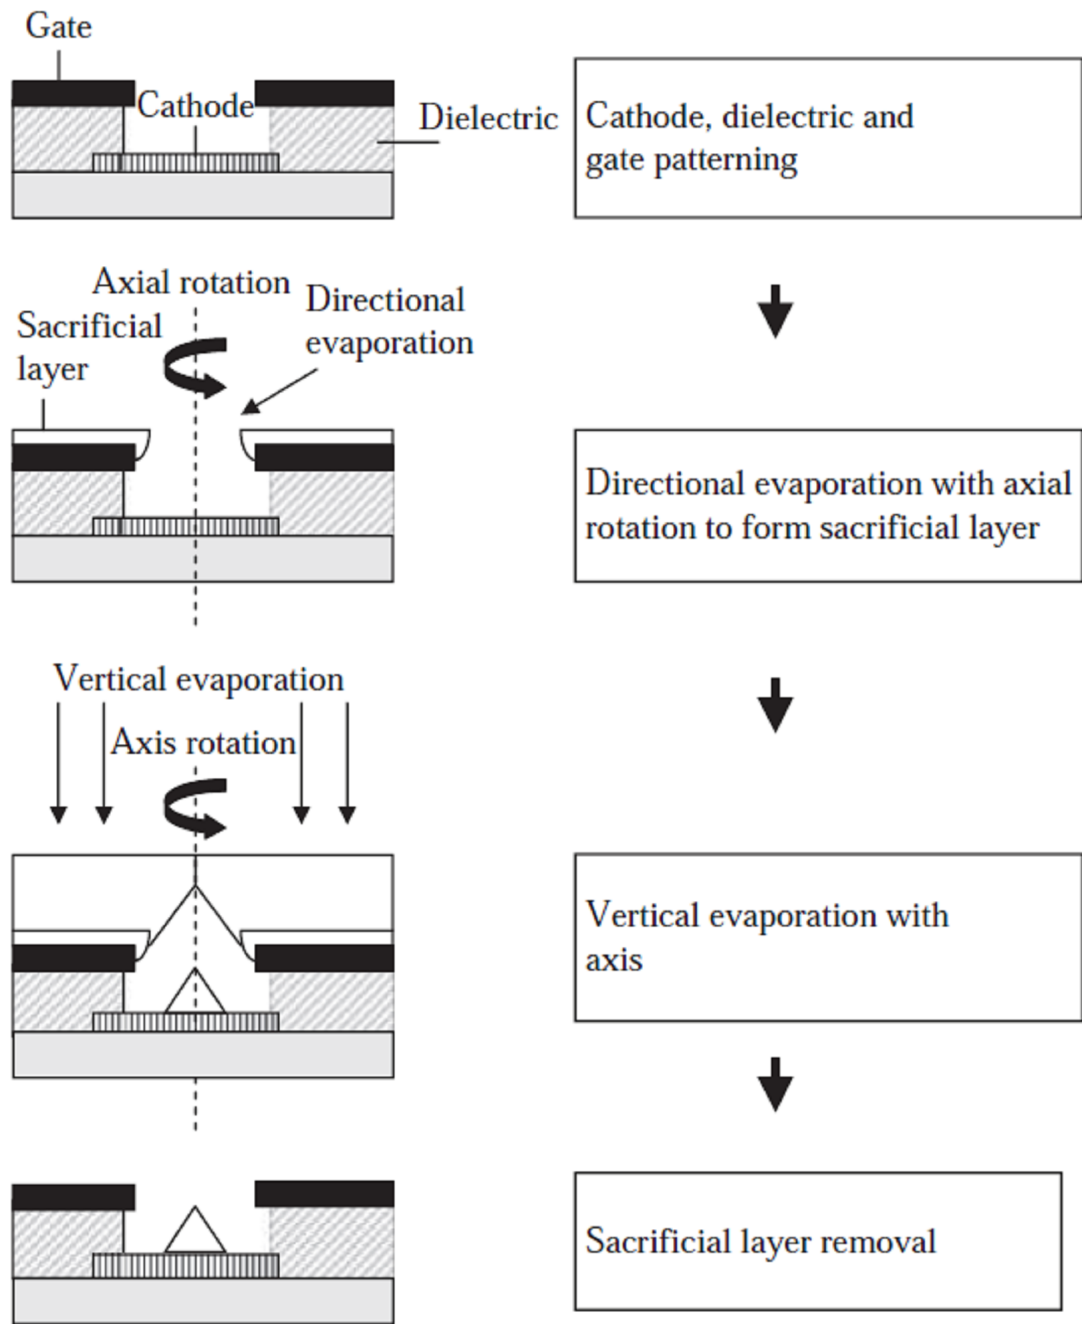 Gate
Cathode
Dielectric
Cathode, dielectric and
gate patterning
Axial rotation
Directional
evaporation
Sacrificial
layer
Directional evaporation with axial
rotation to form sacrificial layer
Vertical evaporation
Axis rotation
Vertical evaporation with
axis
Sacrificial layer removal